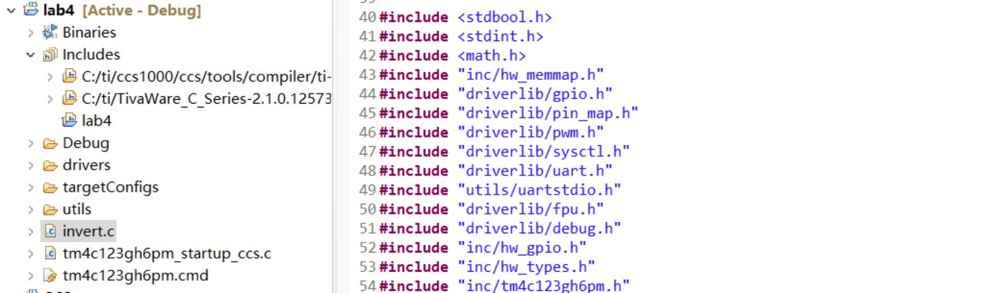 lab4 [Active - Debug]
Binaries
Includes
C:/ti/ccs1000/ccs/tools/compiler/ti-
C:/ti/TivaWare_C_Series-2.1.0.12573
lab4
Debug
drivers
targetConfigs
utils
invert.c
tm4c123gh6pm_startup_ccs.c
tm4c123gh6pm.cmd
40 #include <stdbool.h>
41 #include <stdint.h>
42 #include <math.h>
43 #include "inc/hw_memmap.h"
44 #include "driverlib/gpio.h"
45 #include "driverlib/pin_map.h"
46 #include "driverlib/pwm.h"
47 #include "driverlib/sysctl.h"
48 #include "driverlib/uart.h"
49 #include "utils/uartstdio.h"
50 #include "driverlib/fpu.h"
51 #include "driverlib/debug.h"
52 #include "inc/hw_gpio.h"
53 #include "inc/hw_types.h"
54 #include "inc/tm4c123gh6pm.h"